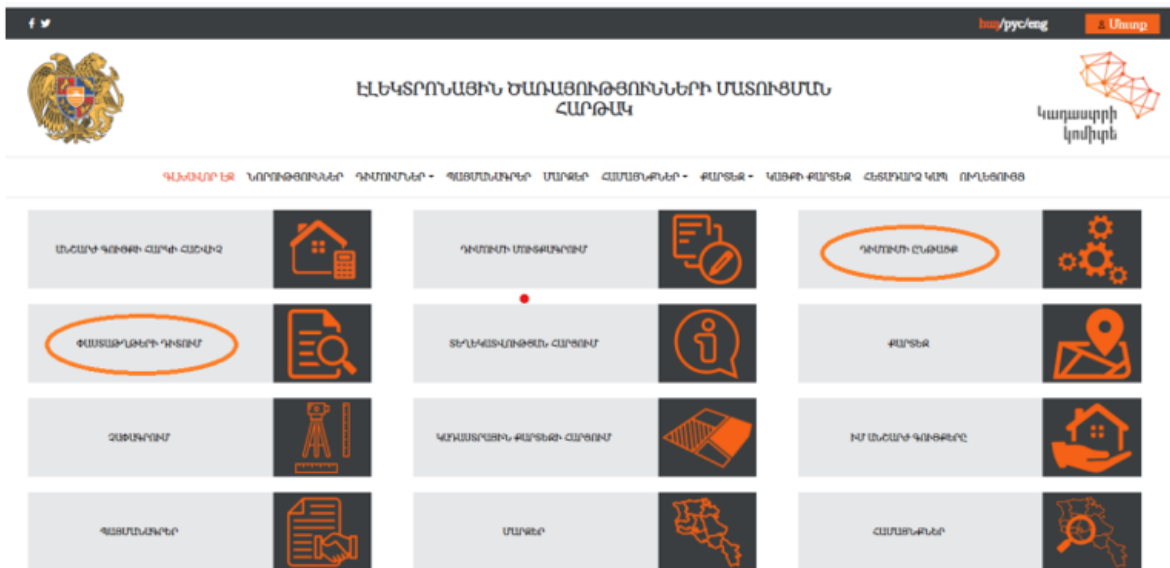 հայ/рус/eng
Մուտք
ԷԼԵԿՏՐՈՆԱՅԻՆ ԾԱՌԱՅՈՒԹՅՈՒՆՆԵՐԻ ՄԱՏՈՒՑՄԱՆ
ՀԱՐԹԱԿ
Կադաստրի
կոմիտե
ԳԼԽԱՎՈՐ ԷՋ ՆՈՐՈՒԹՅՈՒՆՆԵՐ ԴԻՄՈՒՄՆԵՐ ՊԱՅՄԱՆԱԳՐԵՐ ՄԱՐԶԵՐ ՀԱՄԱՅՆՔՆԵՐ ՔԱՐՏԵԶ ԿԱՅՔԻ ՔԱՐՏԵԶ ՀԵՏԱԴԱՐՁ ԿԱՊ ՈՒՂԵՑՈՒՅՑ
ԱՆՇԱՐԺ ԳՈՒՅՔԻ ՀԱՐԿԻ ՀԱՇՎԻՉ
ԴԻՄՈՒՄԻ ՄՈՒՏՔԱԳՐՈՒՄ
ԴԻՄՈՒՄԻ ԸՆԹԱՑՔ
ՓԱՍՏԱԹՂԹԵՐԻ ԴԻՏՈՒՄ
ՏԵՂԵԿԱՏՎՈՒԹՅԱՆ ՀԱՐՑՈՒՄ
ՔԱՐՏԵԶ
ՉԱՓԱԳՐՈՒՄ
ԿԱԴԱՍՏՐԱՅԻՆ ՔԱՐՏԵԶԻ ՀԱՐՑՈՒՄ
ԻՄ ԱՆՇԱՐԺ ԳՈՒՅՔԵՐԸ
ՊԱՅՄԱՆԱԳՐԵՐ
ՄԱՐԶԵՐ
ՀԱՄԱՅՆՔՆԵՐ